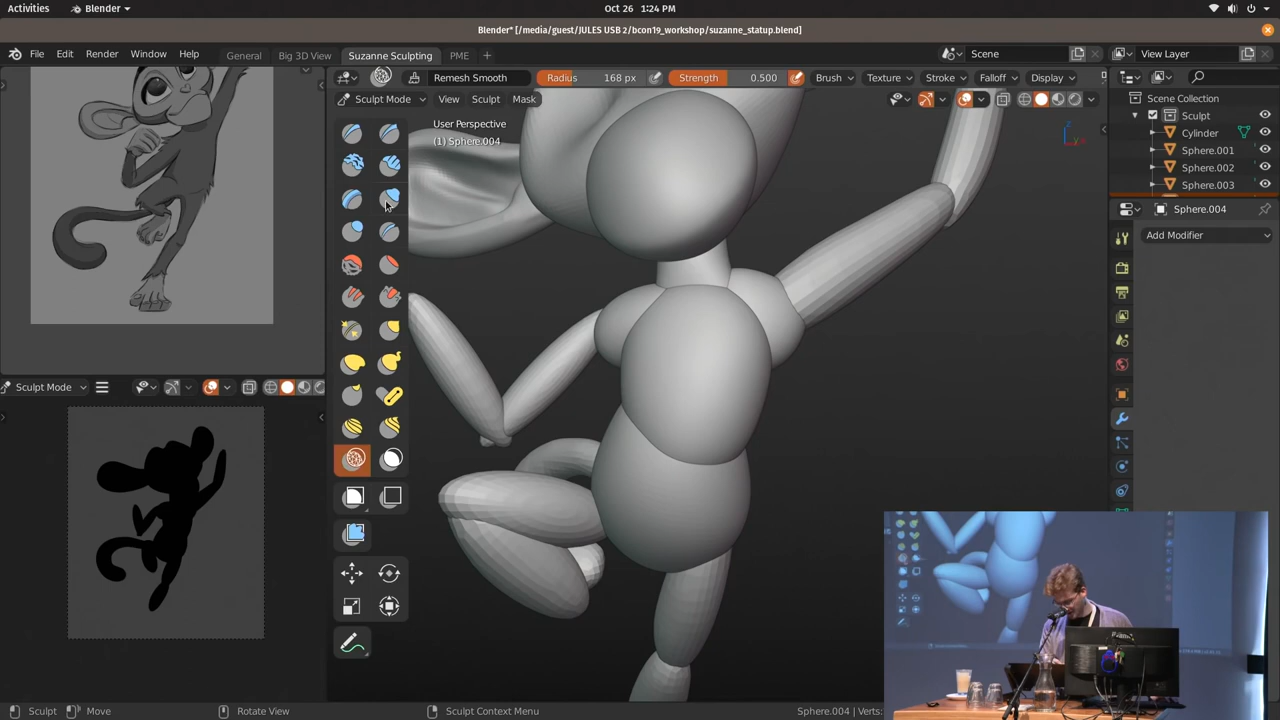 Activities
Blender
Oct 26 1:24 PM
Blender* [/media/guest/JULES USB 2/bcon19_workshop/suzanne_statup.blend]
File Edit Render Window Help
General Big 3D View Suzanne Sculpting PME +
Scene
View Layer
Remesh Smooth
Radius 168 px
Strength 0.500
Brush Texture Stroke Falloff Display
Sculpt Mode View Sculpt Mask
User Perspective
(1) Sphere.004
Scene Collection
Sculpt
Cylinder
Sphere.001
Sphere.002
Sphere.003
Sphere.004
Add Modifier
Sculpt Mode
Sculpt
Move
Rotate View
Sculpt Context Menu
Sphere.004 | Verts: